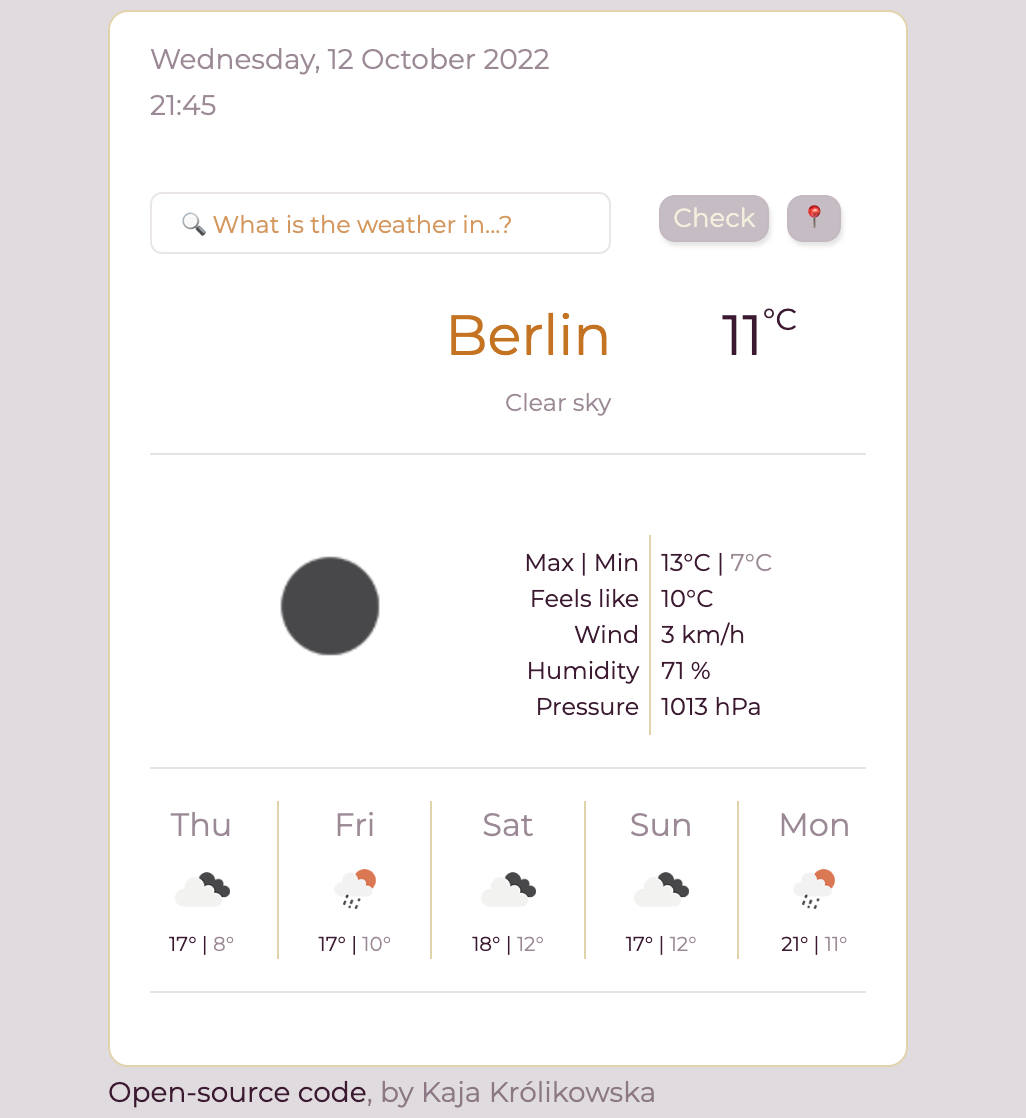 Wednesday, 12 October 2022
21:45
🔍 What is the weather in...?
Check
📍
Berlin
11°C
Clear sky
Max | Min 13°C | 7°C
Feels like 10°C
Wind 3 km/h
Humidity 71 %
Pressure 1013 hPa
Thu Fri Sat Sun Mon
17° | 8° 17° | 10° 18° | 12° 17° | 12° 21° | 11°
Open-source code, by Kaja Królikowska